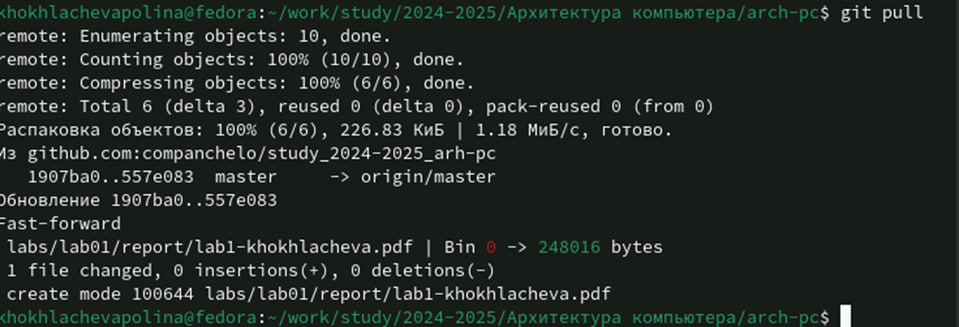 khokhlachevapolina@fedora:~/work/study/2024-2025/Архитектура компьютера/arch-pc$ git pull
remote: Enumerating objects: 10, done.
remote: Counting objects: 100% (10/10), done.
remote: Compressing objects: 100% (6/6), done.
remote: Total 6 (delta 3), reused 0 (delta 0), pack-reused 0 (from 0)
Распаковка объектов: 100% (6/6), 226.83 КиБ | 1.18 МиБ/с, готово.
Из github.com:companchelo/study_2024-2025_arh-pc
   1907ba0..557e083  master     -> origin/master
Обновление 1907ba0..557e083
Fast-forward
 labs/lab01/report/lab1-khokhlacheva.pdf | Bin 0 -> 248016 bytes
 1 file changed, 0 insertions(+), 0 deletions(-)
 create mode 100644 labs/lab01/report/lab1-khokhlacheva.pdf
khokhlachevapolina@fedora:~/work/study/2024-2025/Архитектура компьютера/arch-pc$